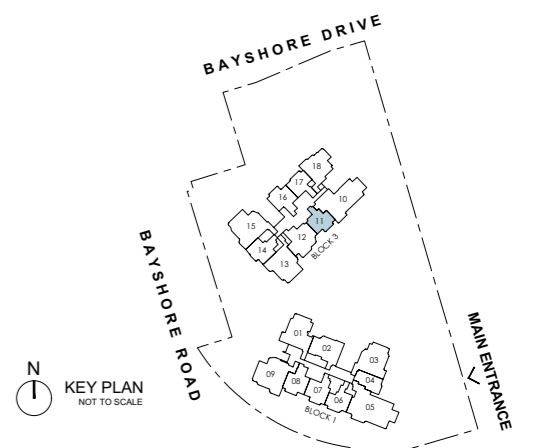 BAYSHORE DRIVE
18
17
10
16
11
15
12
14
13
BLOCK 3
BAYSHORE ROAD
01
02
03
09
08
07
04
06
05
BLOCK 1
MAIN ENTRANCE
N
KEY PLAN
NOT TO SCALE